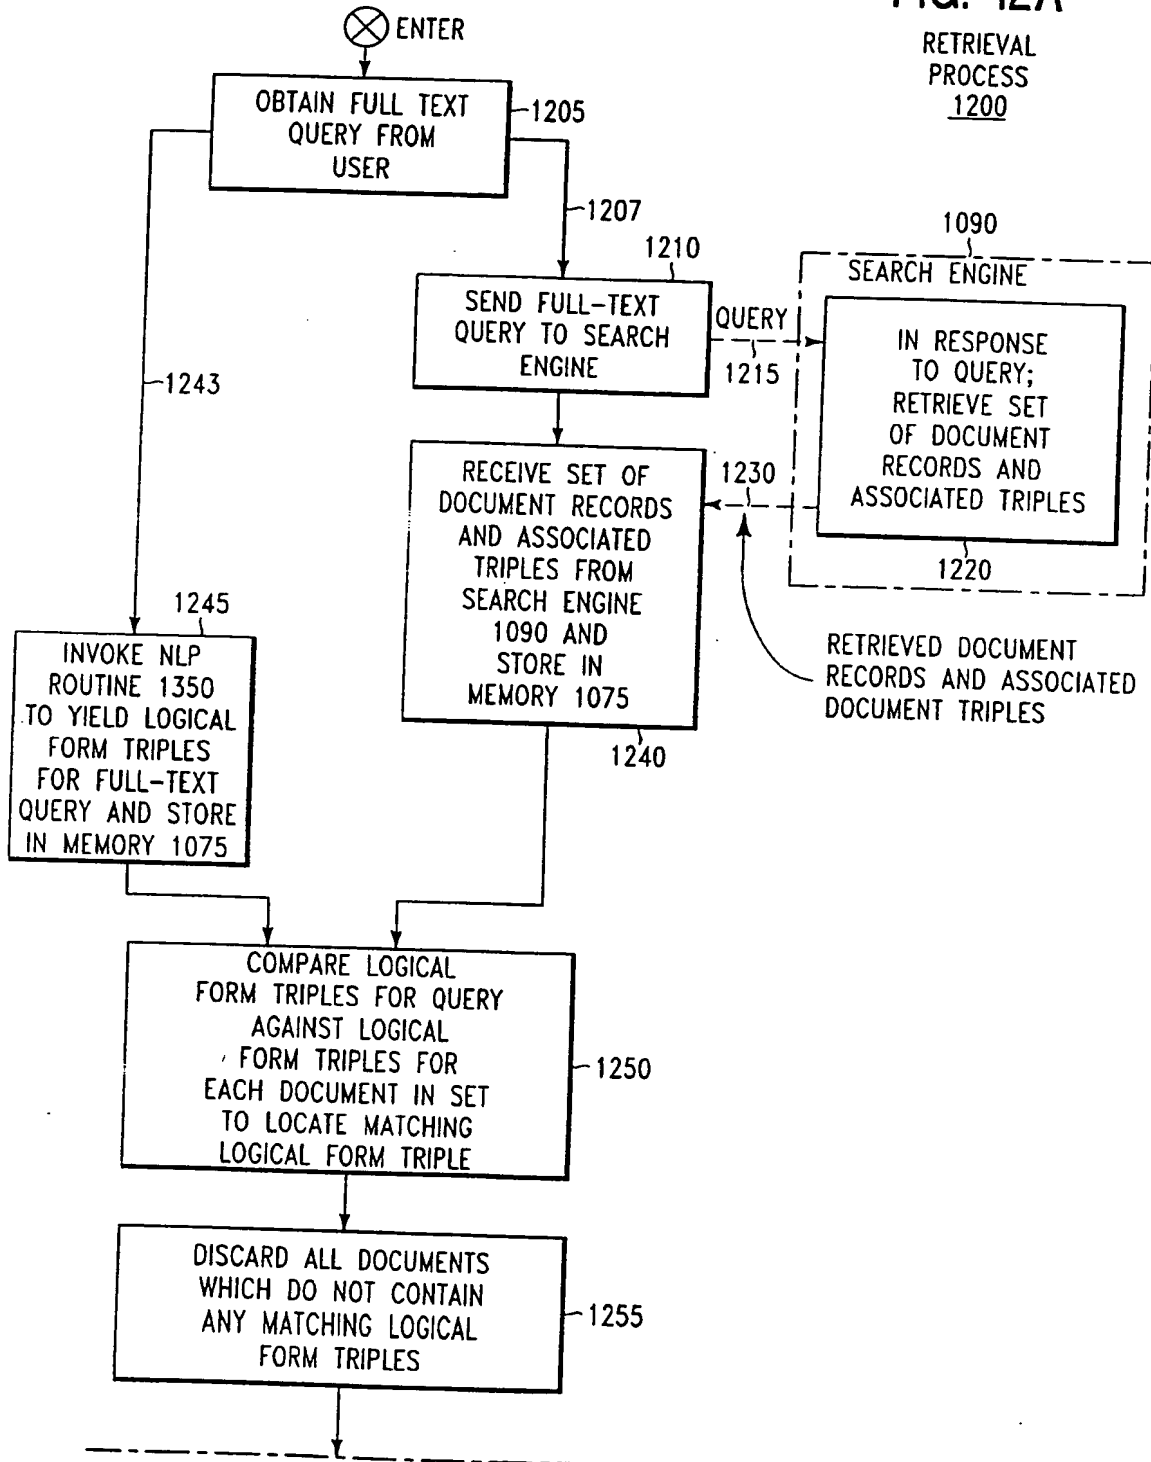 FIG. 12A
RETRIEVAL
PROCESS
1200
ENTER
OBTAIN FULL TEXT
QUERY FROM
USER
1205
1207
1243
1210
SEND FULL-TEXT
QUERY TO SEARCH
ENGINE
QUERY
1215
1090
SEARCH ENGINE
IN RESPONSE
TO QUERY;
RETRIEVE SET
OF DOCUMENT
RECORDS AND
ASSOCIATED TRIPLES
1220
1230
RECEIVE SET OF
DOCUMENT RECORDS
AND ASSOCIATED
TRIPLES FROM
SEARCH ENGINE
1090 AND
STORE IN
MEMORY 1075
1240
RETRIEVED DOCUMENT
RECORDS AND ASSOCIATED
DOCUMENT TRIPLES
1245
INVOKE NLP
ROUTINE 1350
TO YIELD LOGICAL
FORM TRIPLES
FOR FULL-TEXT
QUERY AND STORE
IN MEMORY 1075
COMPARE LOGICAL
FORM TRIPLES FOR QUERY
AGAINST LOGICAL
FORM TRIPLES FOR
EACH DOCUMENT IN SET
TO LOCATE MATCHING
LOGICAL FORM TRIPLE
1250
DISCARD ALL DOCUMENTS
WHICH DO NOT CONTAIN
ANY MATCHING LOGICAL
FORM TRIPLES
1255